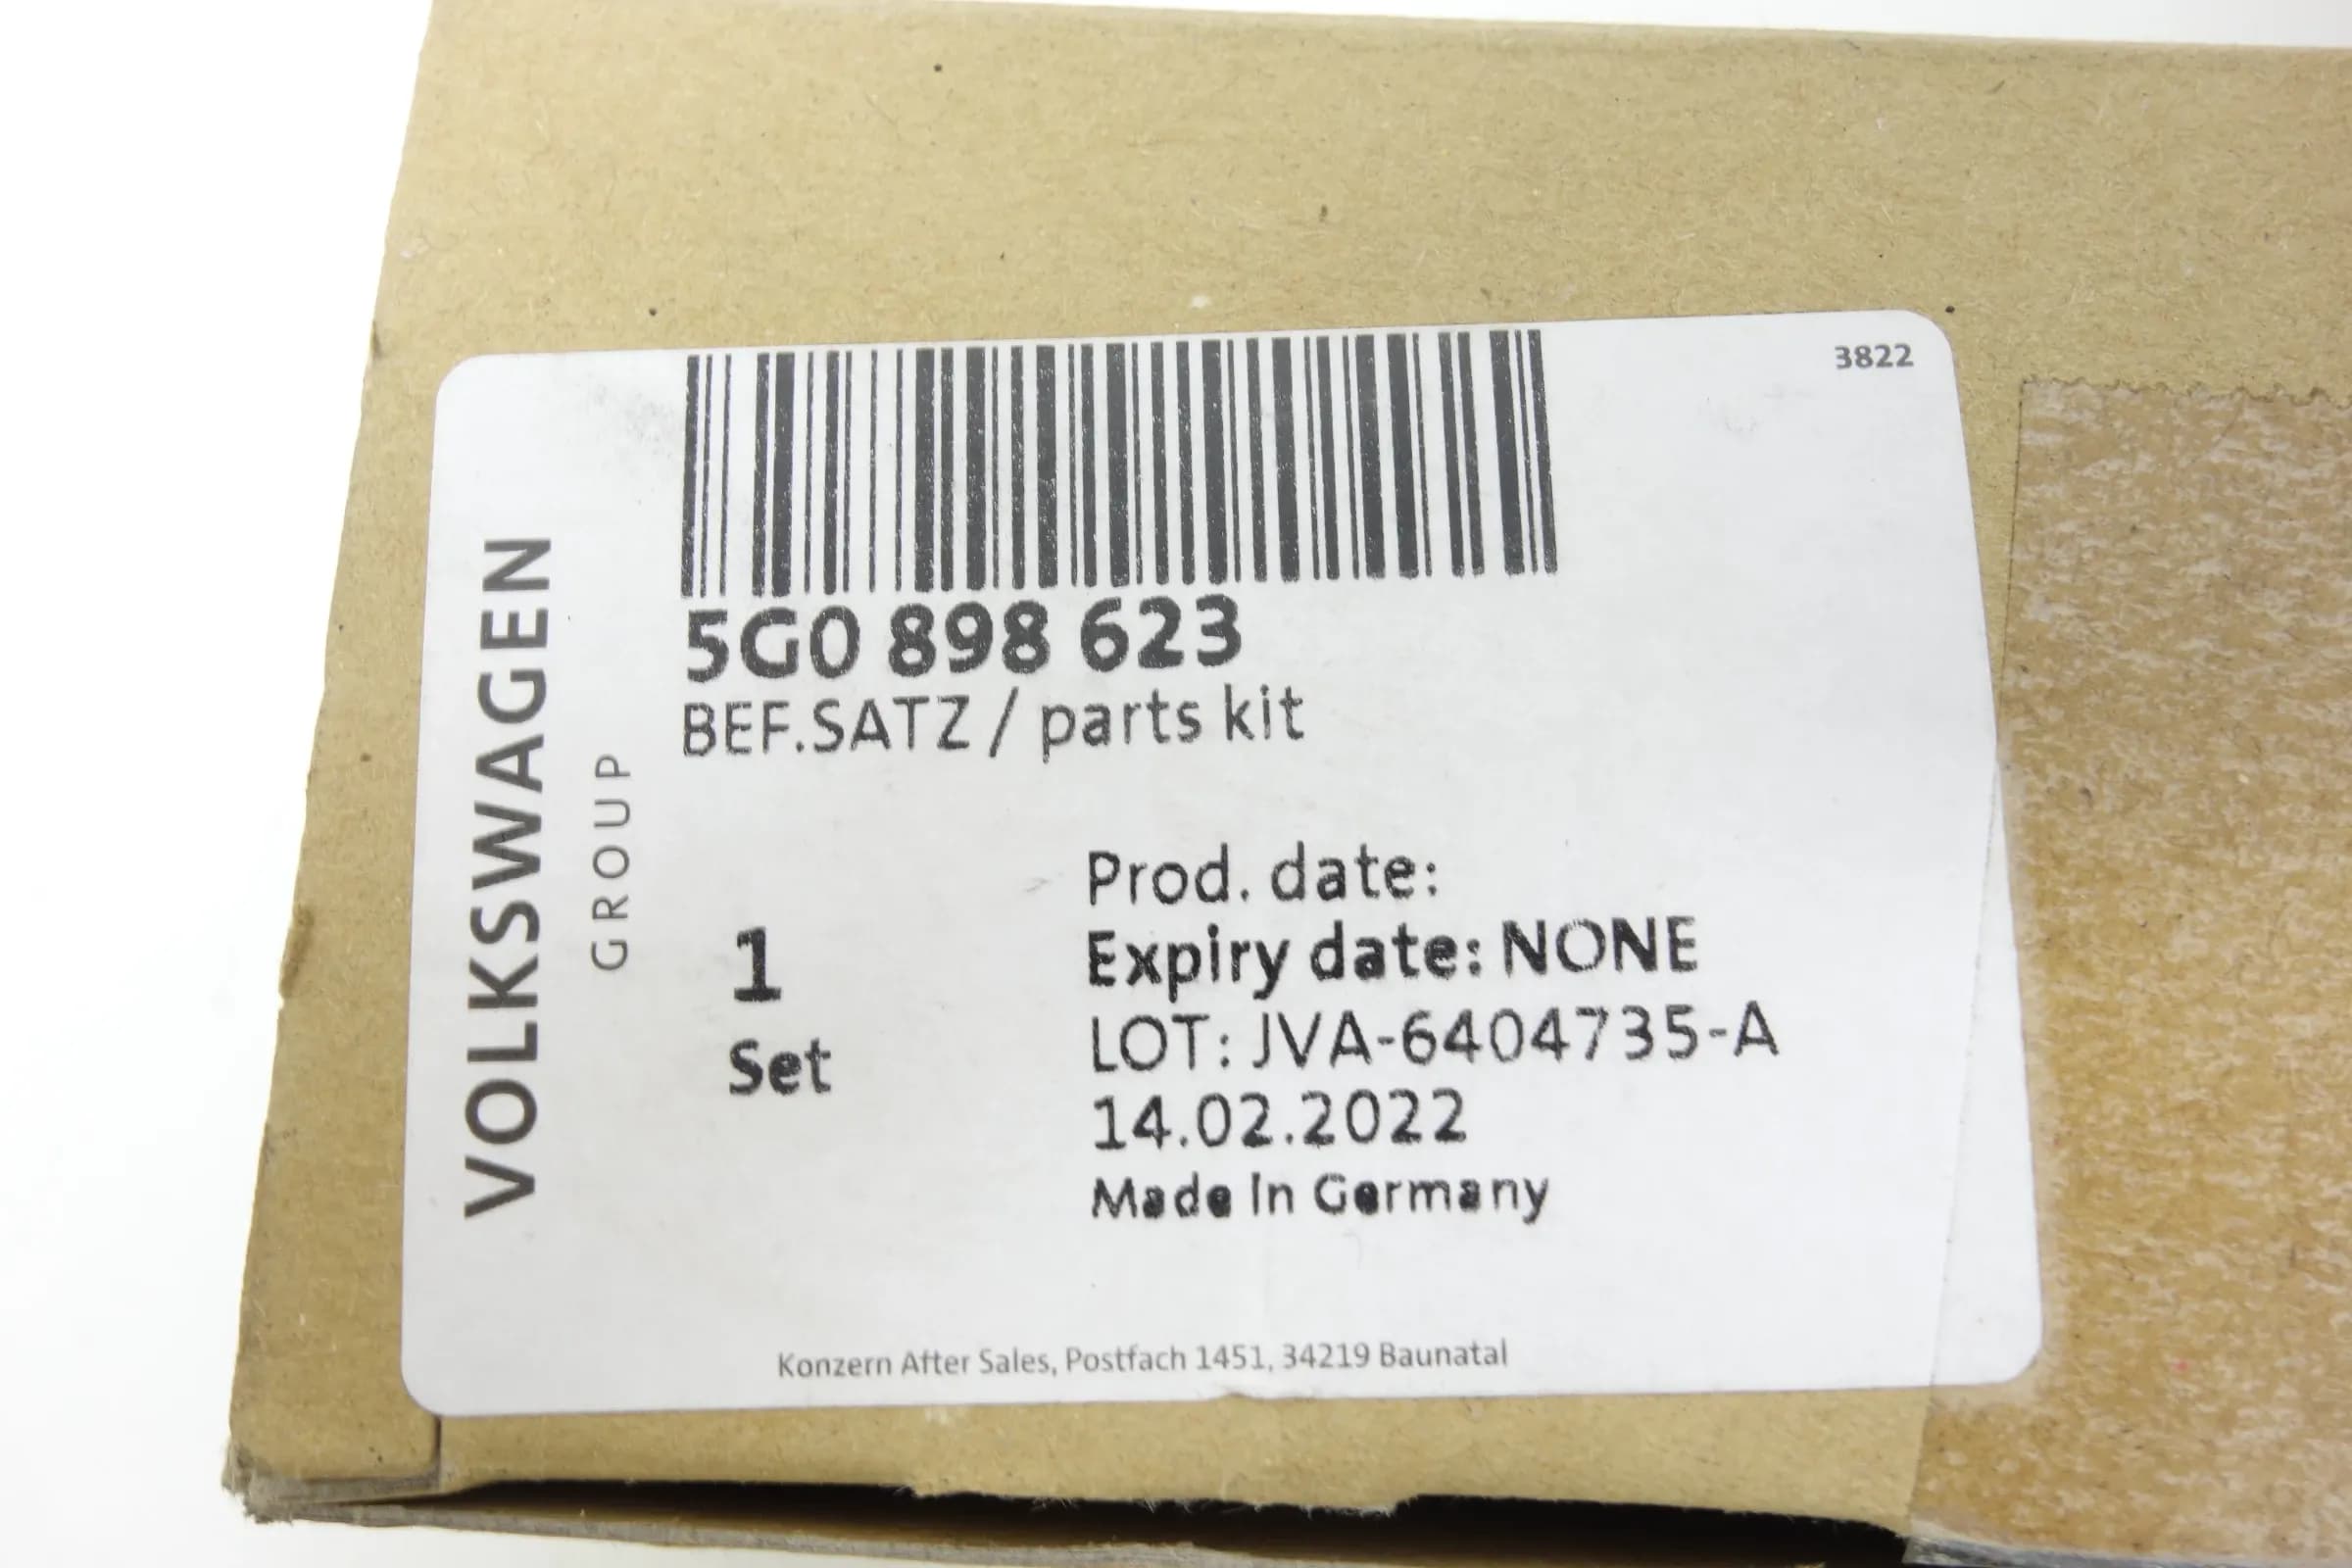 3822
5G0 898 623
BEF.SATZ / parts kit
VOLKSWAGEN
GROUP
1
Set
Prod. date:
Expiry date: NONE
LOT: JVA-6404735-A
14.02.2022
Made In Germany
Konzern After Sales, Postfach 1451, 34219 Baunatal